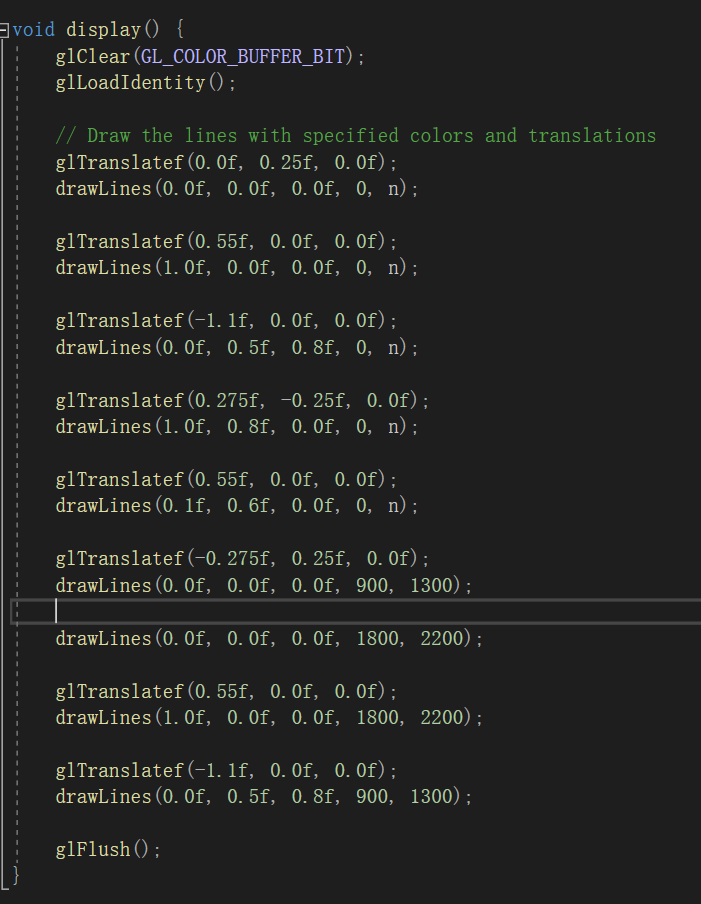 void display() {
glClear(GL_COLOR_BUFFER_BIT);
glLoadIdentity();
// Draw the lines with specified colors and translations
glTranslatef(0.0f, 0.25f, 0.0f);
drawLines(0.0f, 0.0f, 0.0f, 0, n);
glTranslatef(0.55f, 0.0f, 0.0f);
drawLines(1.0f, 0.0f, 0.0f, 0, n);
glTranslatef(-1.1f, 0.0f, 0.0f);
drawLines(0.0f, 0.5f, 0.8f, 0, n);
glTranslatef(0.275f, -0.25f, 0.0f);
drawLines(1.0f, 0.8f, 0.0f, 0, n);
glTranslatef(0.55f, 0.0f, 0.0f);
drawLines(0.1f, 0.6f, 0.0f, 0, n);
glTranslatef(-0.275f, 0.25f, 0.0f);
drawLines(0.0f, 0.0f, 0.0f, 900, 1300);
drawLines(0.0f, 0.0f, 0.0f, 1800, 2200);
glTranslatef(0.55f, 0.0f, 0.0f);
drawLines(1.0f, 0.0f, 0.0f, 1800, 2200);
glTranslatef(-1.1f, 0.0f, 0.0f);
drawLines(0.0f, 0.5f, 0.8f, 900, 1300);
glFlush();
}